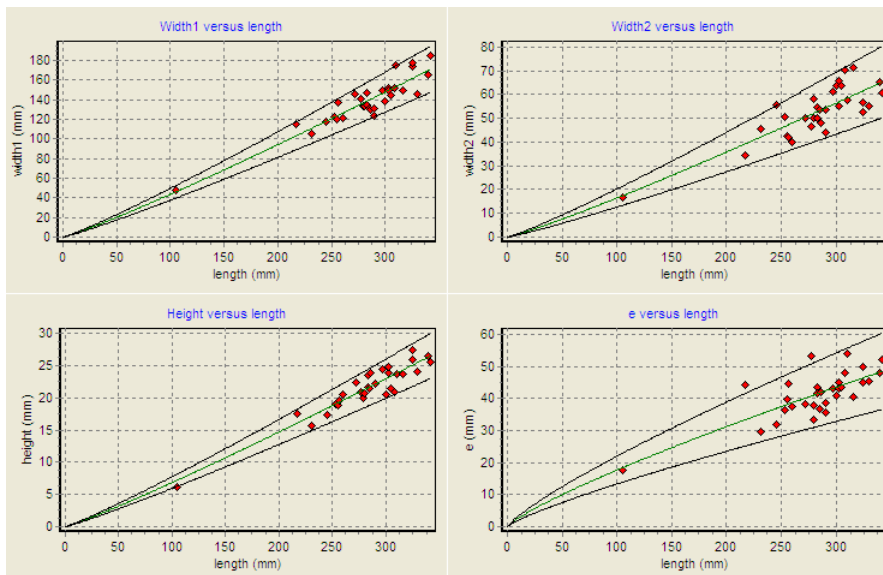 Width1 versus length
180
160
140
120
100
80
60
40
20
0
width1 (mm)
0 50 100 150 200 250 300
length (mm)
Width2 versus length
80
70
60
50
40
30
20
10
0
width2 (mm)
0 50 100 150 200 250 300
length (mm)
Height versus length
30
25
20
15
10
5
0
height (mm)
0 50 100 150 200 250 300
length (mm)
e versus length
60
50
40
30
20
10
0
e (mm)
0 50 100 150 200 250 300
length (mm)